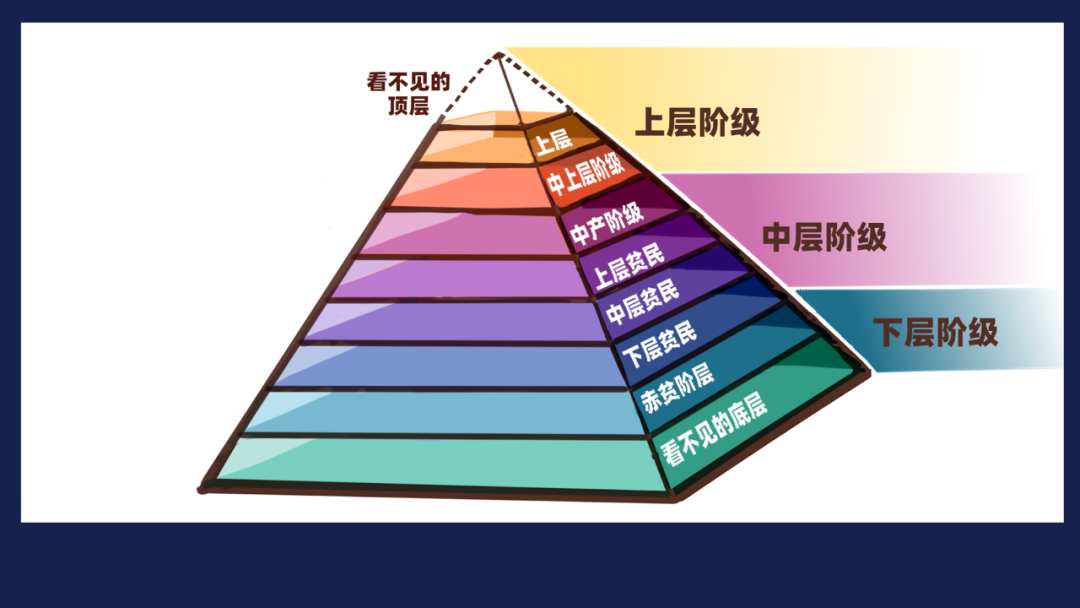 看不见的
顶层
上层
中上层阶级
中产阶级
上层贫民
中层贫民
下层贫民
赤贫阶层
看不见的底层
上层阶级
中层阶级
下层阶级